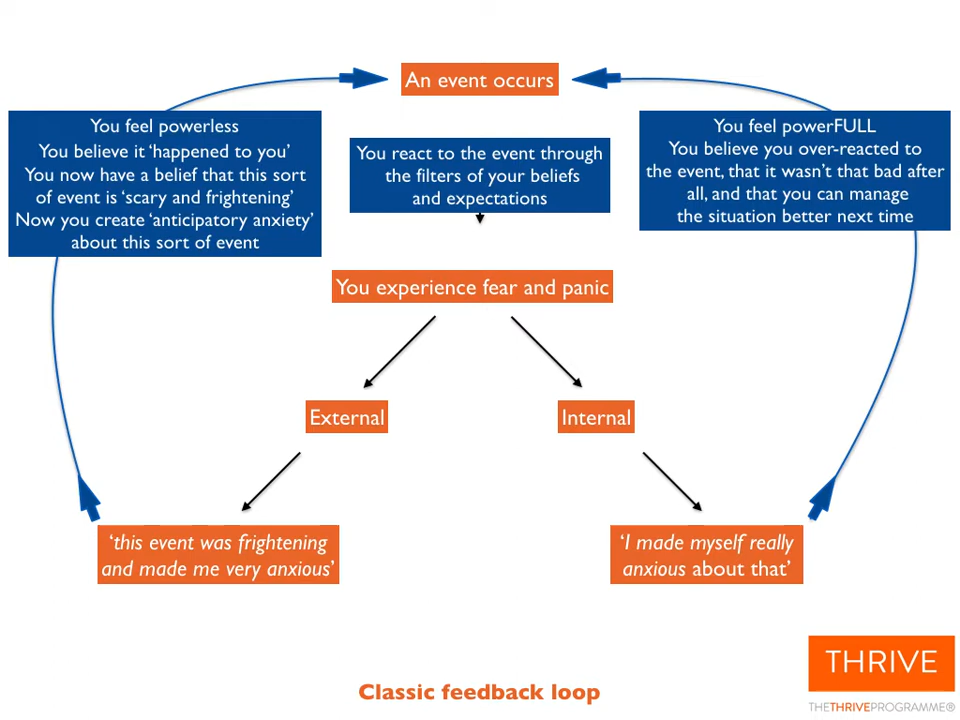 An event occurs
You feel powerless
You believe it ‘happened to you’
You now have a belief that this sort
of event is ‘scary and frightening’
Now you create ‘anticipatory anxiety’
about this sort of event
You react to the event through
the filters of your beliefs
and expectations
You feel powerFULL
You believe you over-reacted to
the event, that it wasn’t that bad after
all, and that you can manage
the situation better next time
You experience fear and panic
External
Internal
‘this event was frightening
and made me very anxious’
‘I made myself really
anxious about that’
THRIVE
THETHRIVEPROGRAMME®
Classic feedback loop